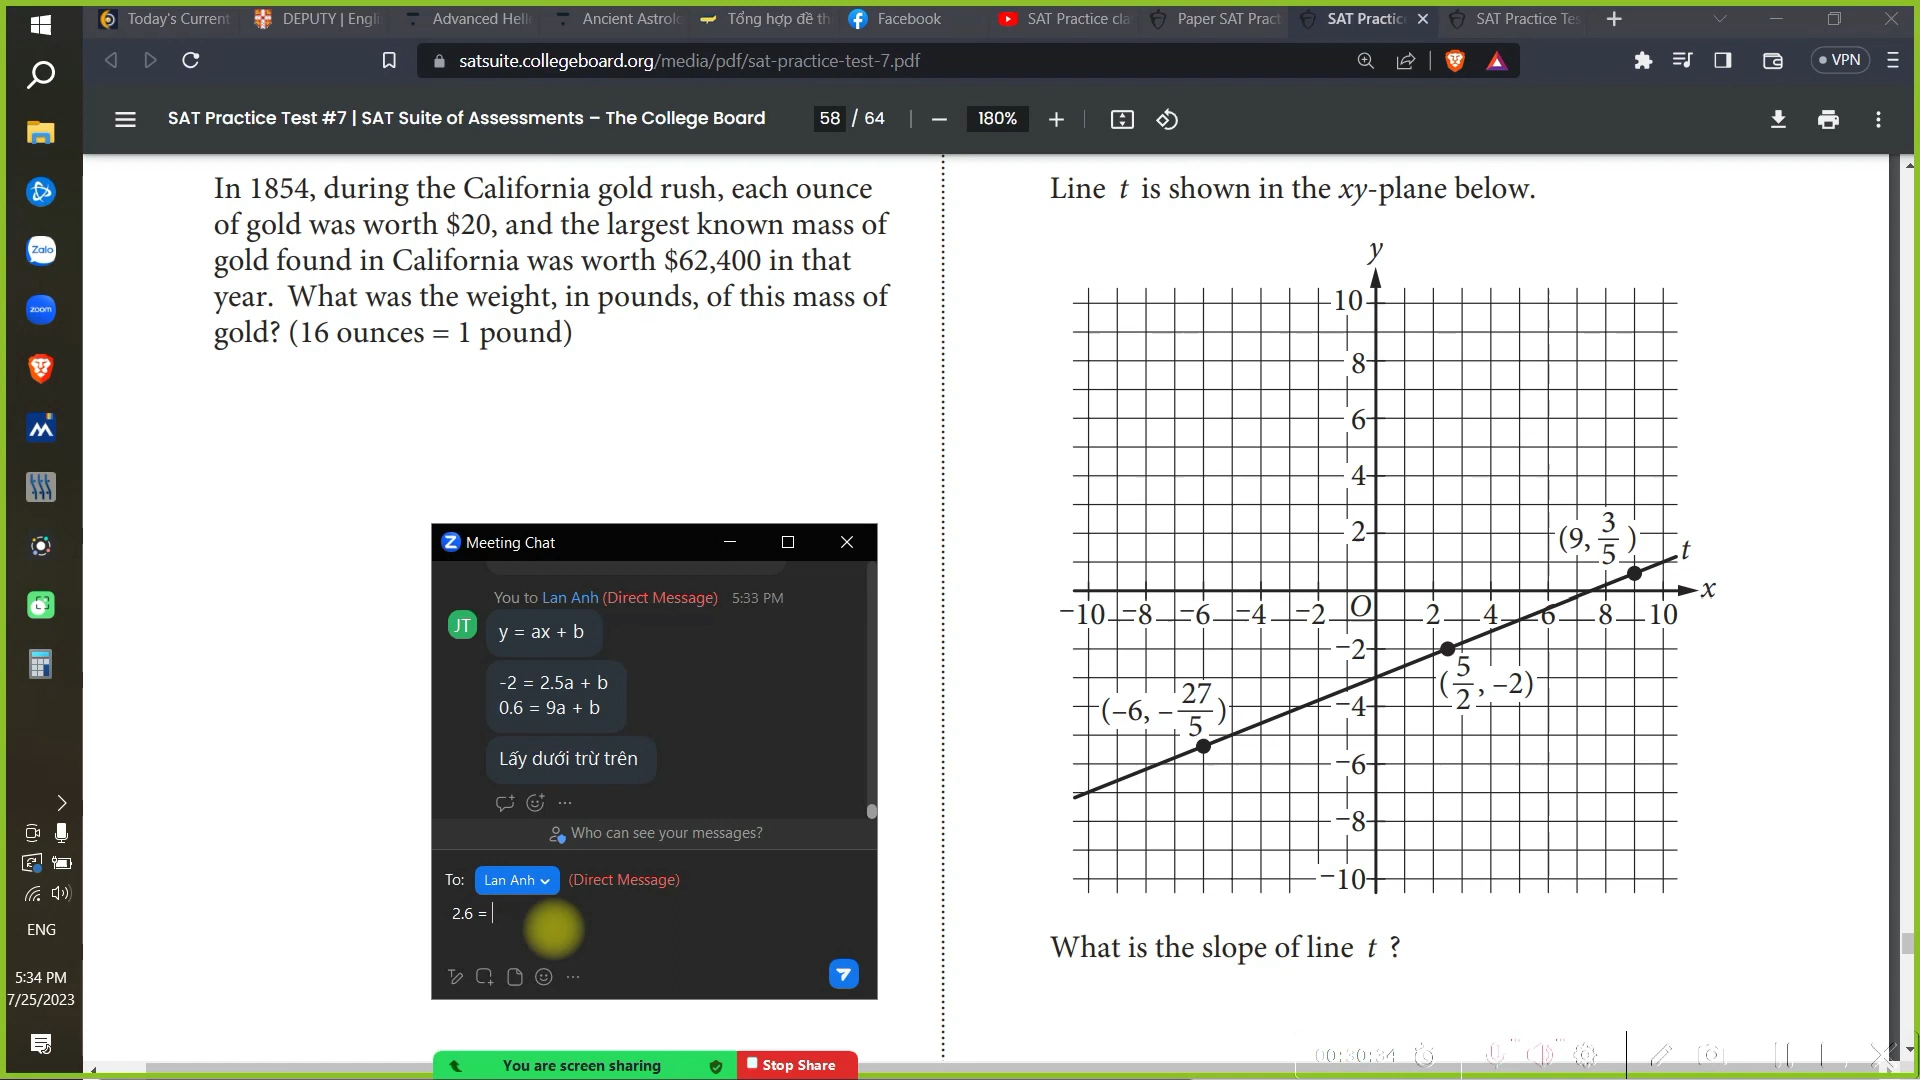 Today's Current
DEPUTY | Engli
Advanced Hell
Ancient Astrolo
Tổng hợp đề th
Facebook
SAT Practice cla
Paper SAT Pract
SAT Practic
SAT Practice Tes
satsuite.collegeboard.org/media/pdf/sat-practice-test-7.pdf
VPN
SAT Practice Test #7 | SAT Suite of Assessments – The College Board
58 / 64
180%
In 1854, during the California gold rush, each ounce
of gold was worth $20, and the largest known mass of
gold found in California was worth $62,400 in that
year. What was the weight, in pounds, of this mass of
gold? (16 ounces = 1 pound)
Line t is shown in the xy-plane below.
y
10
8
6
4
2
(9, 3/5)
t
x
−10 −8 −6 −4 −2 O 2 4 6 8 10
−2
(5/2, −2)
(−6, −27/5)
−4
−6
−8
−10
What is the slope of line t ?
Meeting Chat
You to Lan Anh (Direct Message) 5:33 PM
JT
y = ax + b
-2 = 2.5a + b
0.6 = 9a + b
Lấy dưới trừ trên
Who can see your messages?
To: Lan Anh (Direct Message)
2.6 =
Zalo
zoom
ENG
5:34 PM
7/25/2023
You are screen sharing
Stop Share
00:30:34